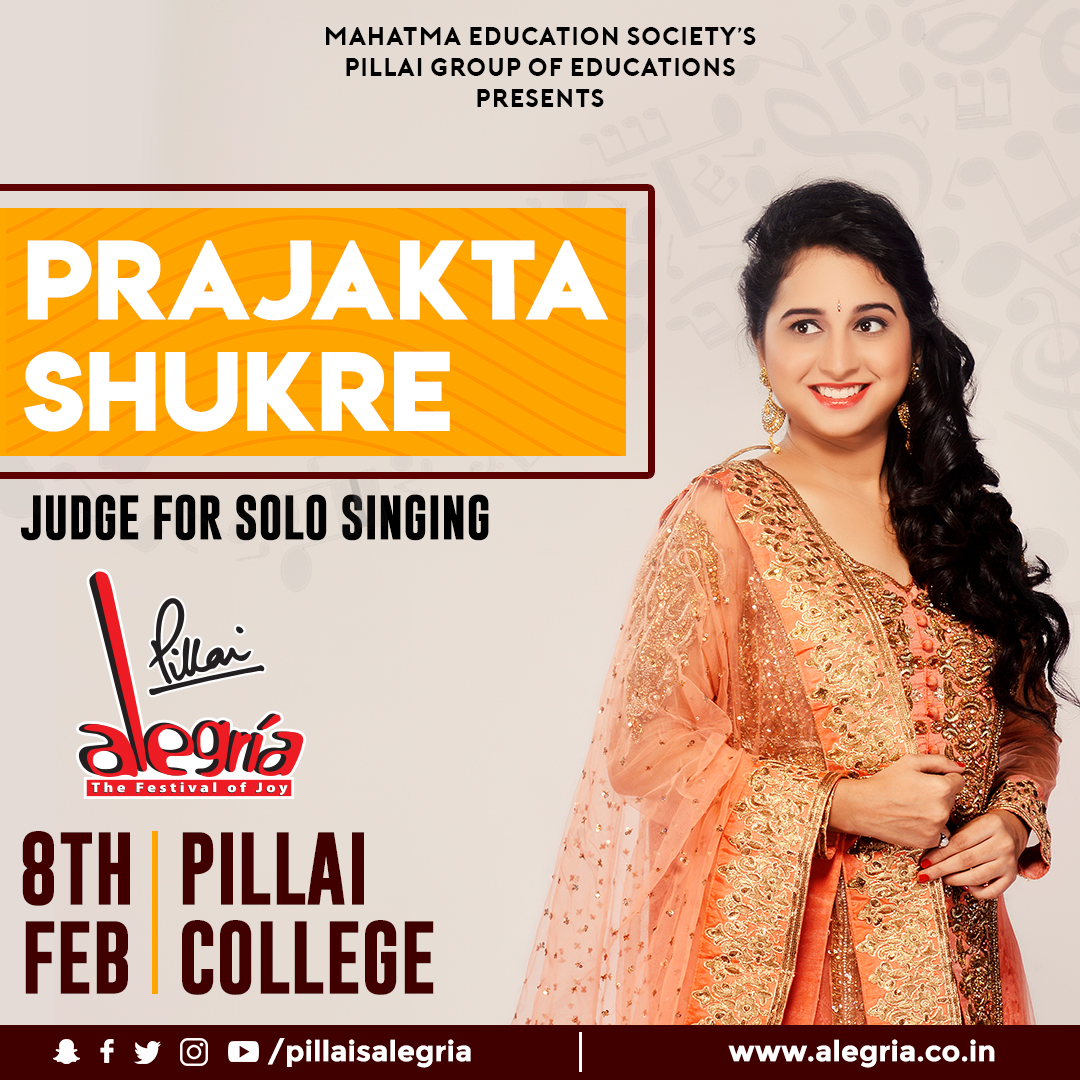 MAHATMA EDUCATION SOCIETY'S
PILLAI GROUP OF EDUCATIONS
PRESENTS
PRAJAKTA
SHUKRE
JUDGE FOR SOLO SINGING
Pillai
alegría
The Festival of Joy
8TH
FEB
PILLAI
COLLEGE
/pillaisalegria
www.alegria.co.in